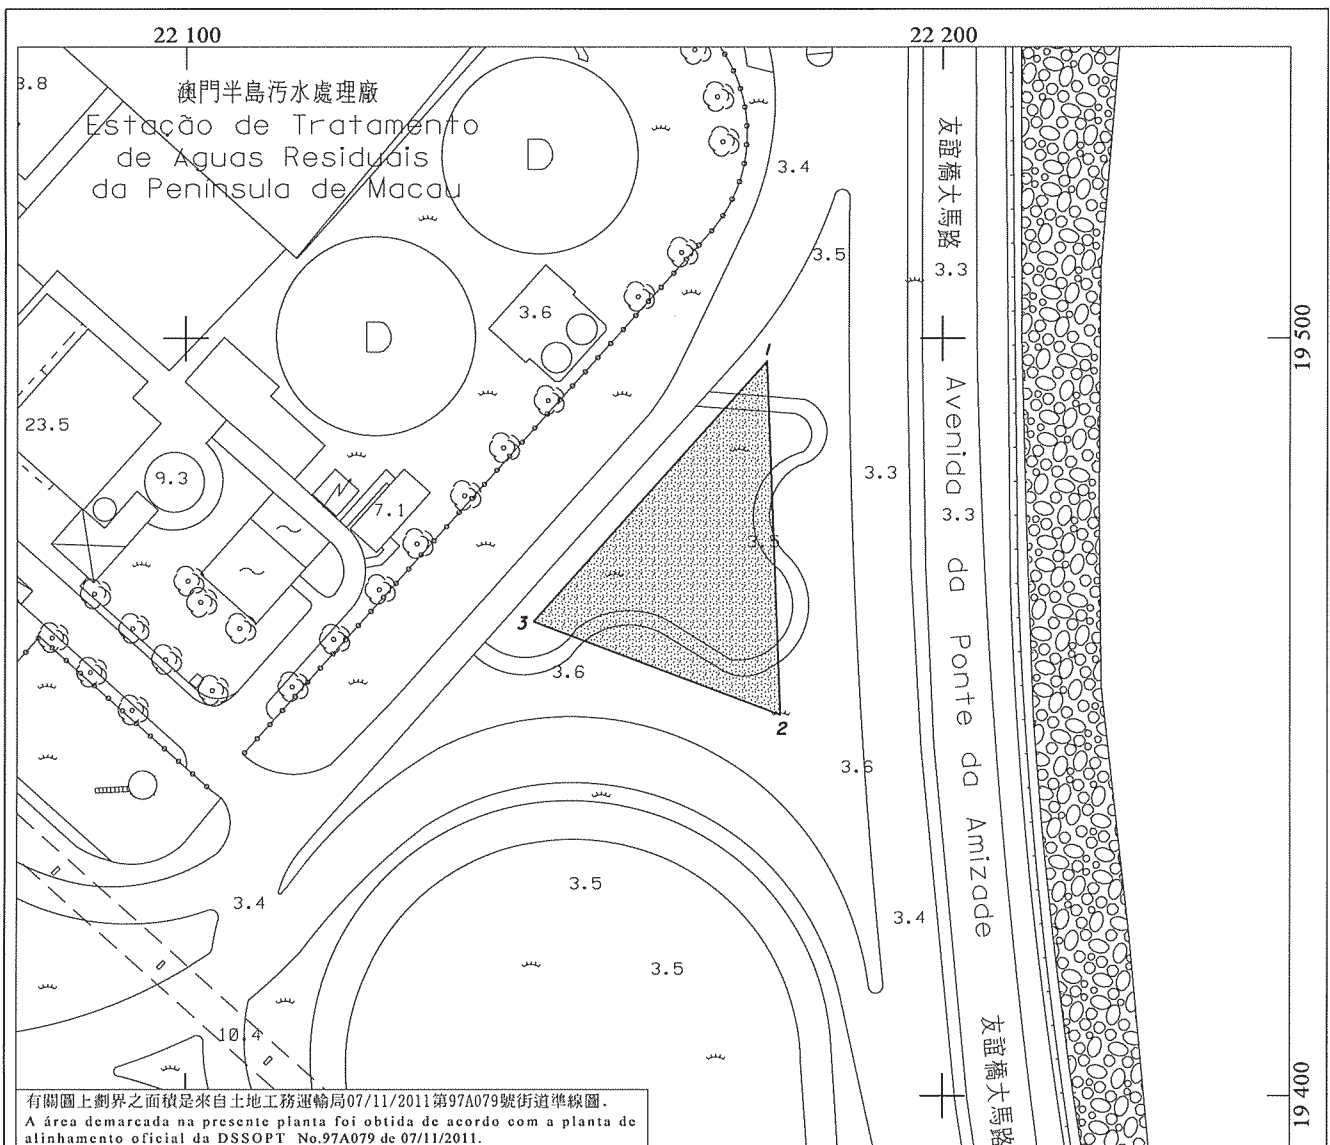 22 100
22 200
3.8
澳門半島污水處理廠
Estação de Tratamento
de Aguas Residuais
da Peninsula de Macau
D
D
3.4
友誼橋大馬路
3.3
3.5
3.6
19 500
1
23.5
9.3
7.1
3.3
Avenida da Ponte da Amizade
3.3
3.5
3
3.6
2
3.6
3.5
3.4
3.4
3.5
10.4
友誼橋大馬路
19 400
有關圖上劃界之面積是來自土地工務運輸局07/11/2011第97A079號街道準線圖.
A área demarcada na presente planta foi obtida de acordo com a planta de
alinhamento oficial da DSSOPT No.97A079 de 07/11/2011.